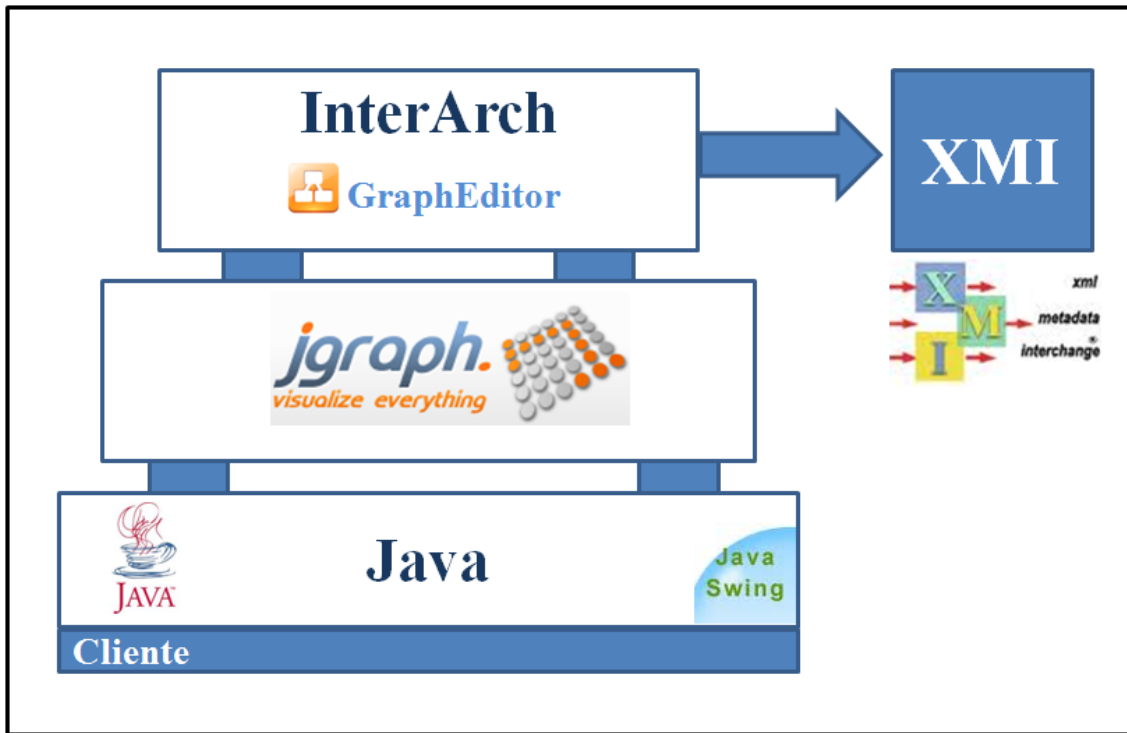 InterArch
GraphEditor
XMI
X
M
I
xml
metadata
interchange
jgraph.
visualize everything
JAVA
Java
Java
Swing
Cliente